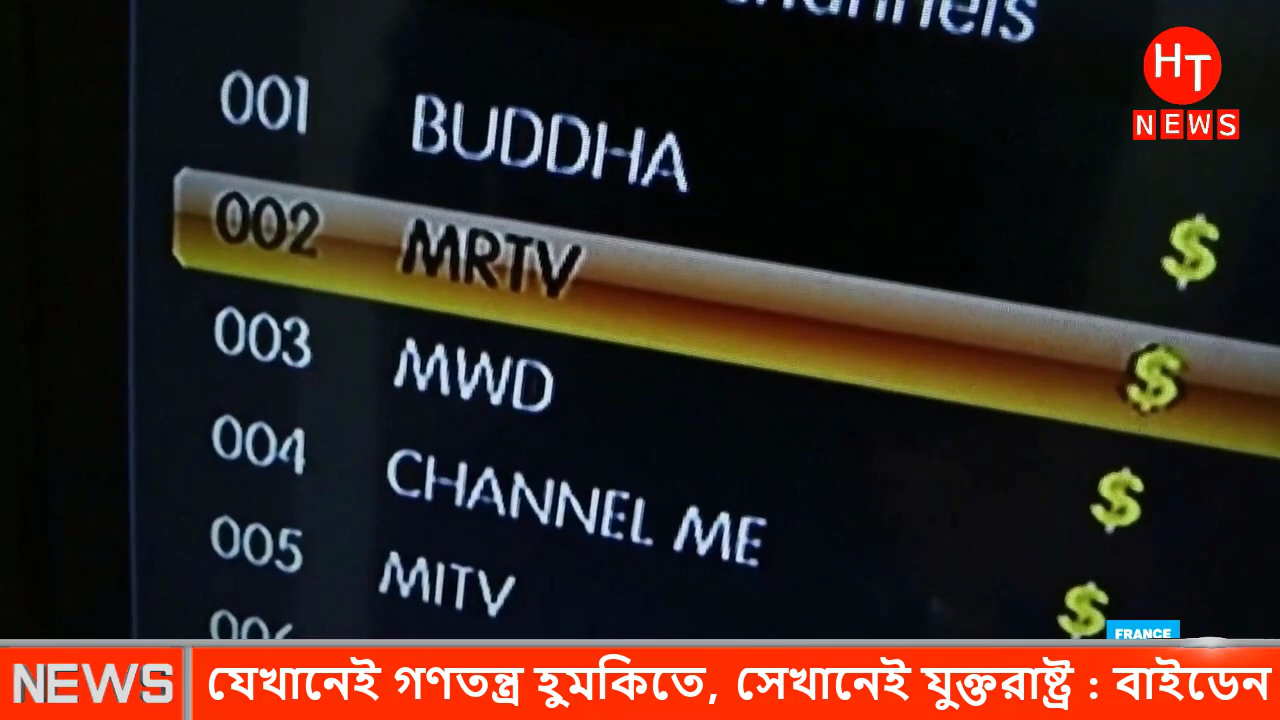 channels
001 BUDDHA $
002 MRTV $
003 MWD $
004 CHANNEL ME $
005 MITV
HT
NEWS
FRANCE
NEWS যেখানেই গণতন্ত্র হুমকিতে, সেখানেই যুক্তরাষ্ট্র : বাইডেন